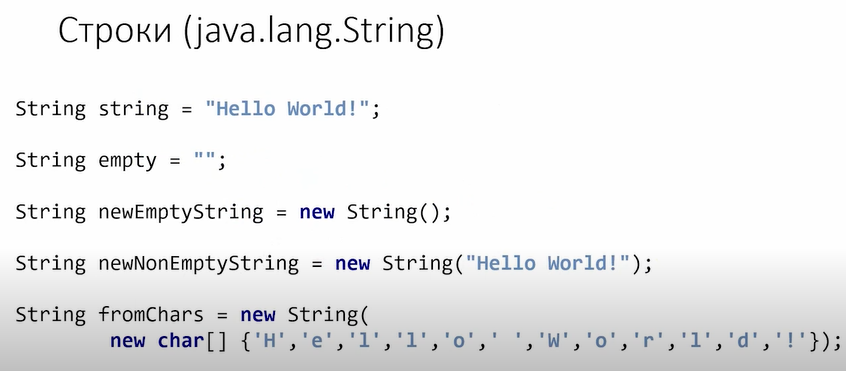 Строки (java.lang.String)
String string = "Hello World!";
String empty = "";
String newEmptyString = new String();
String newNonEmptyString = new String("Hello World!");
String fromChars = new String(
new char[] {'H','e','l','l','o',' ','W','o','r','l','d','!'});